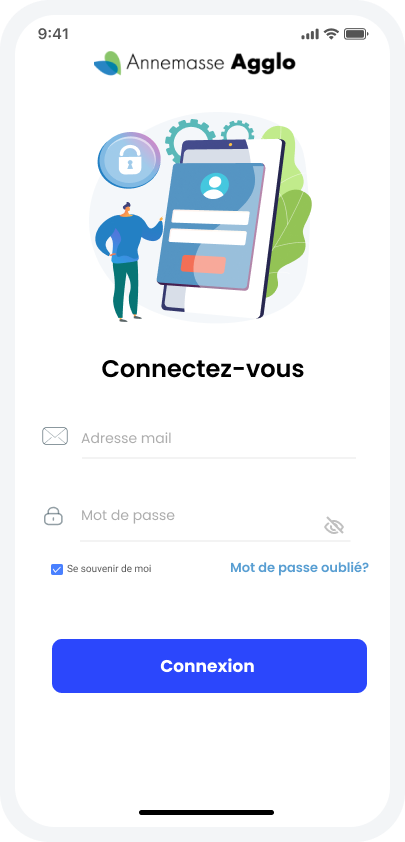 9:41
Annemasse Agglo
Connectez-vous
Adresse mail
Mot de passe
Se souvenir de moi
Mot de passe oublié?
Connexion